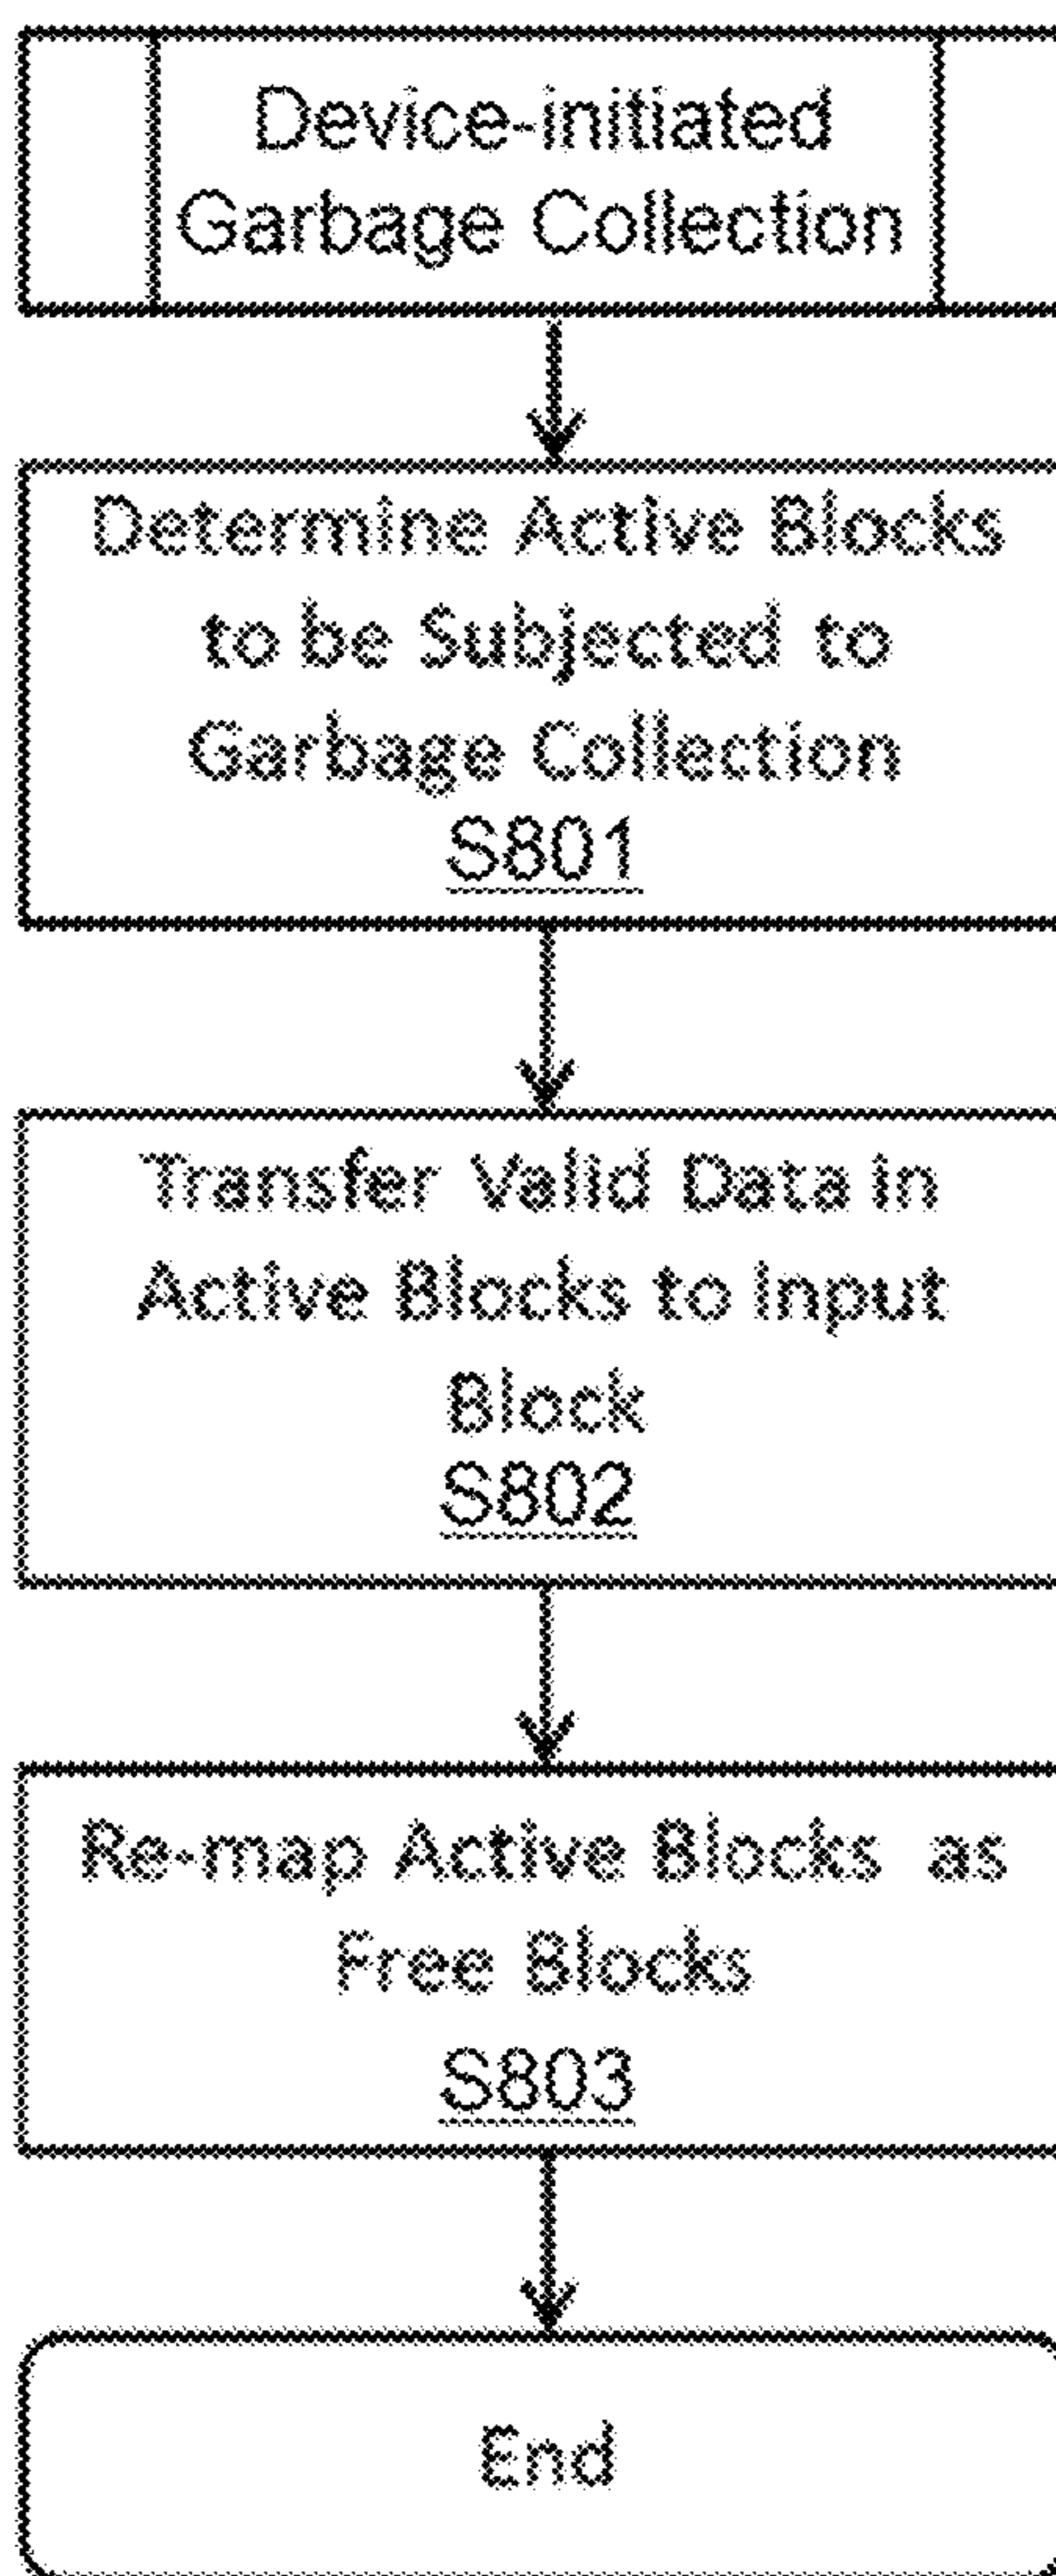 Device-initiated
Garbage Collection
Determine Active Blocks
to be Subjected to
Garbage Collection
S801
Transfer Valid Data in
Active Blocks to Input
Block
S802
Re-map Active Blocks as
Free Blocks
S803
End